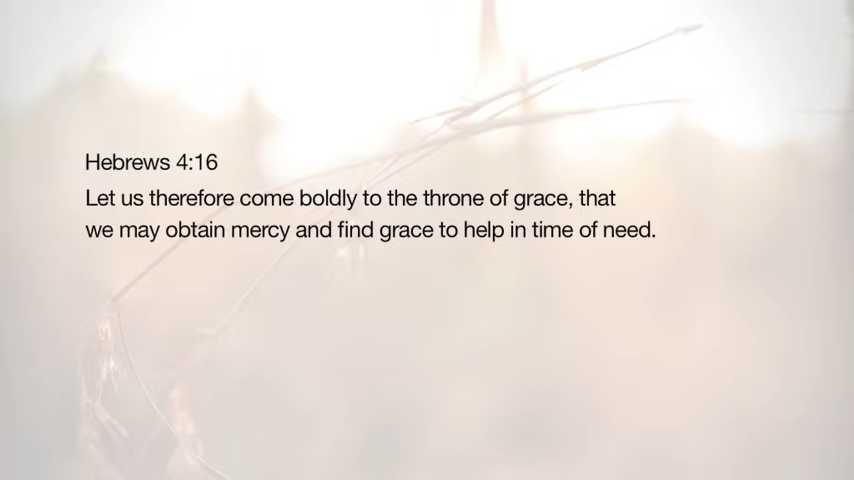 Hebrews 4:16
Let us therefore come boldly to the throne of grace, that
we may obtain mercy and find grace to help in time of need.